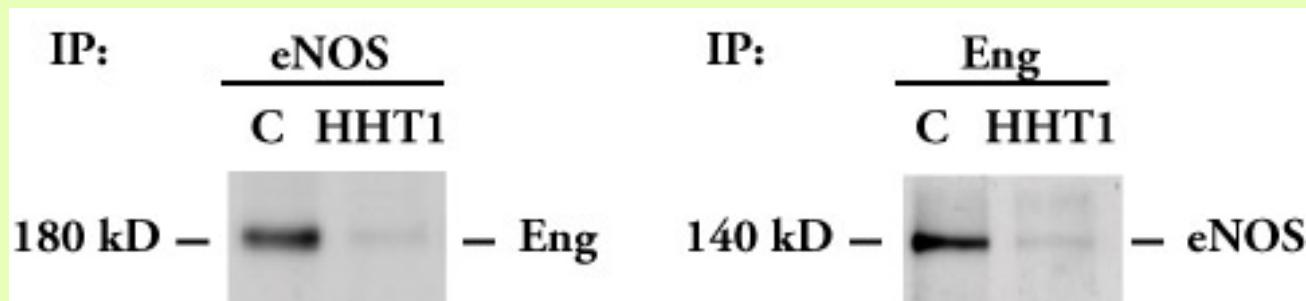 IP: eNOS IP: Eng
C HHT1 C HHT1
180 kD – – Eng 140 kD – – eNOS